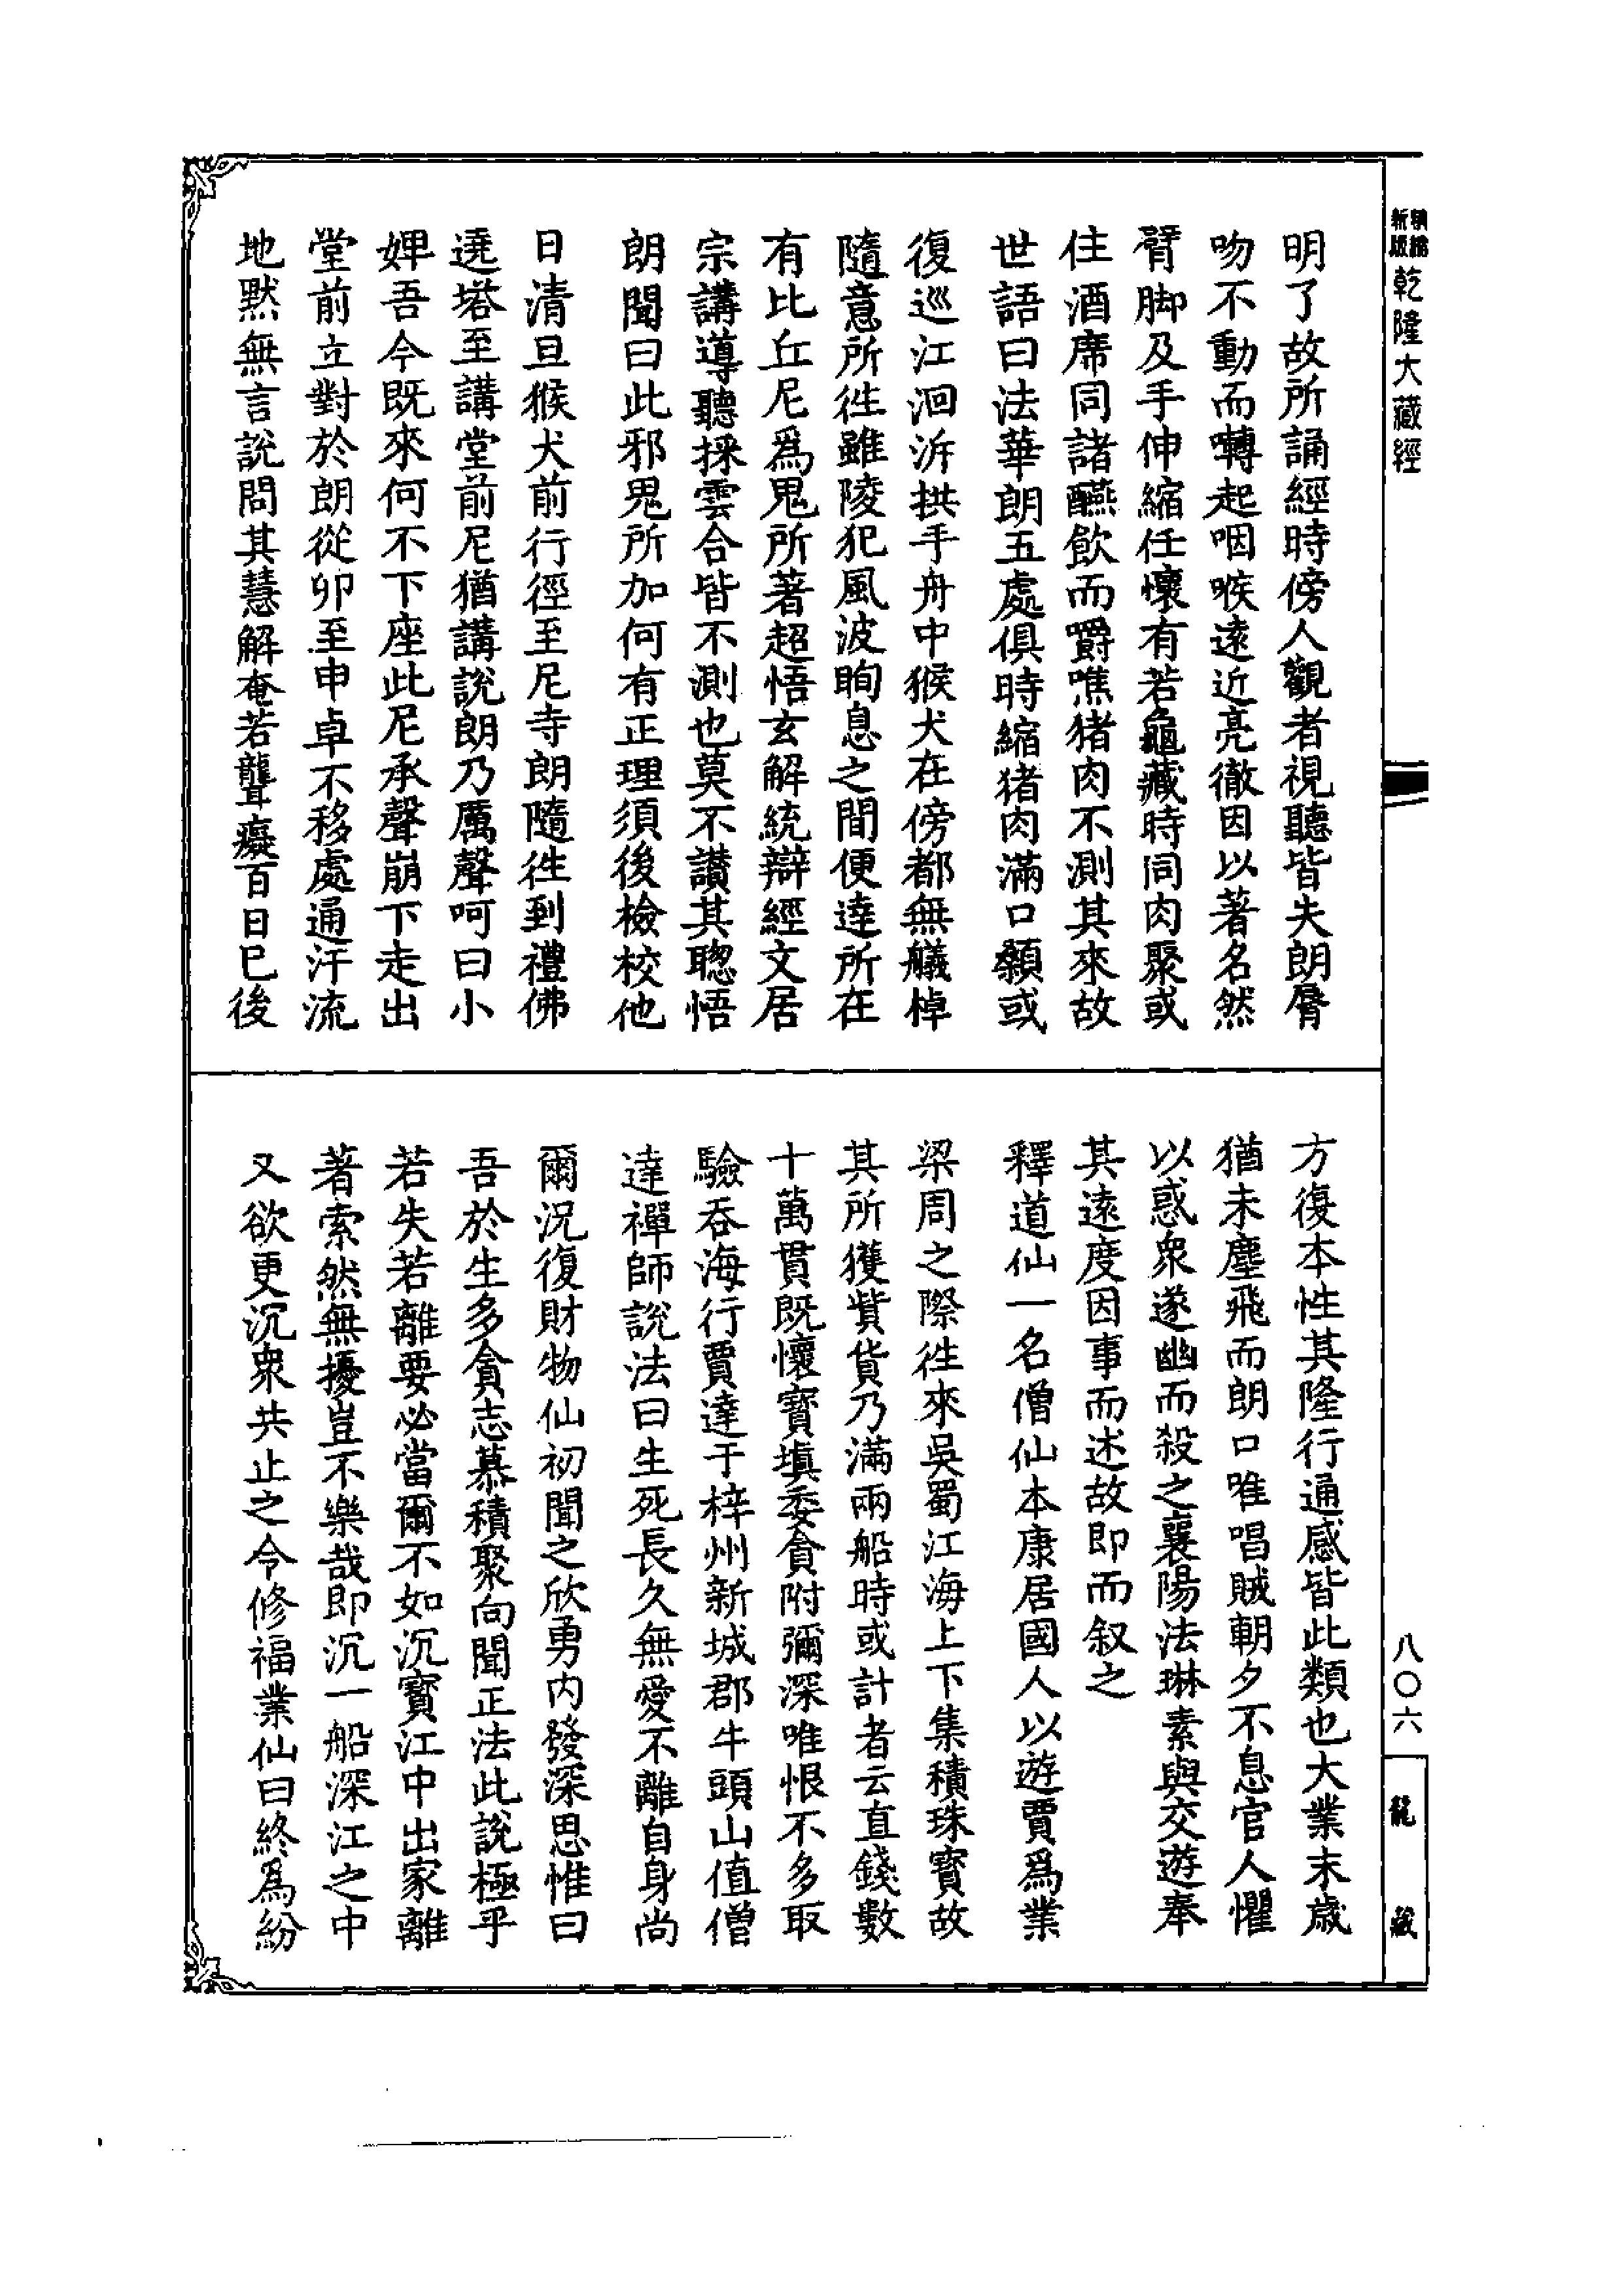 乾隆大藏經
明了故所誦經時傍人觀者視聽皆失朗脣
吻不動而囀起咽喉遠近亮徹因以著名然
臂脚及手伸縮任懷有若龜藏時同肉聚或
住酒席同諸醼飲而嚼噍猪肉不測其來故
世語曰法華朗五處俱時縮猪肉滿口顙或
復巡江洄泝拱手舟中猴犬在傍都無艤棹
隨意所徃雖陵犯風波眴息之間便達所在
有比丘尼爲鬼所著超悟玄解統辯經文居
宗講導聽採雲合皆不測也莫不讃其聦悟
朗聞曰此邪鬼所加何有正理須後檢校他
日清旦猴犬前行徑至尼寺朗隨徃到禮佛
遶塔至講堂前尼猶講說朗乃厲聲呵曰小
婢吾今既來何不下座此尼承聲崩下走出
堂前立對於朗從卯至申卓不移處通汗流
地黙無言說問其慧解奄若聾癡百日已後
方復本性其隆行通感皆此類也大業末歲
猶未塵飛而朗口唯唱賊朝夕不息官人懼
以惑衆遂幽而殺之襄陽法琳素與交遊奉
其遠度因事而述故即而叙之
釋道仙一名僧仙本康居國人以遊賈爲業
梁周之際徃來吳蜀江海上下集積珠寳故
其所獲貲貨乃滿兩船時或計者云直錢數
十萬貫既懷寳塡委貪附彌深唯恨不多取
驗吞海行賈達于梓州新城郡牛頭山值僧
達禪師說法曰生死長久無愛不離自身尚
爾况復財物仙初聞之欣勇内發深思惟曰
吾於生多貪志慕積聚向聞正法此說極乎
若失若離要必當爾不如沉寳江中出家離
著索然無擾豈不樂哉即沉一船深江之中
又欲更沉衆共止之令修福業仙曰終爲紛
八〇六
龍藏